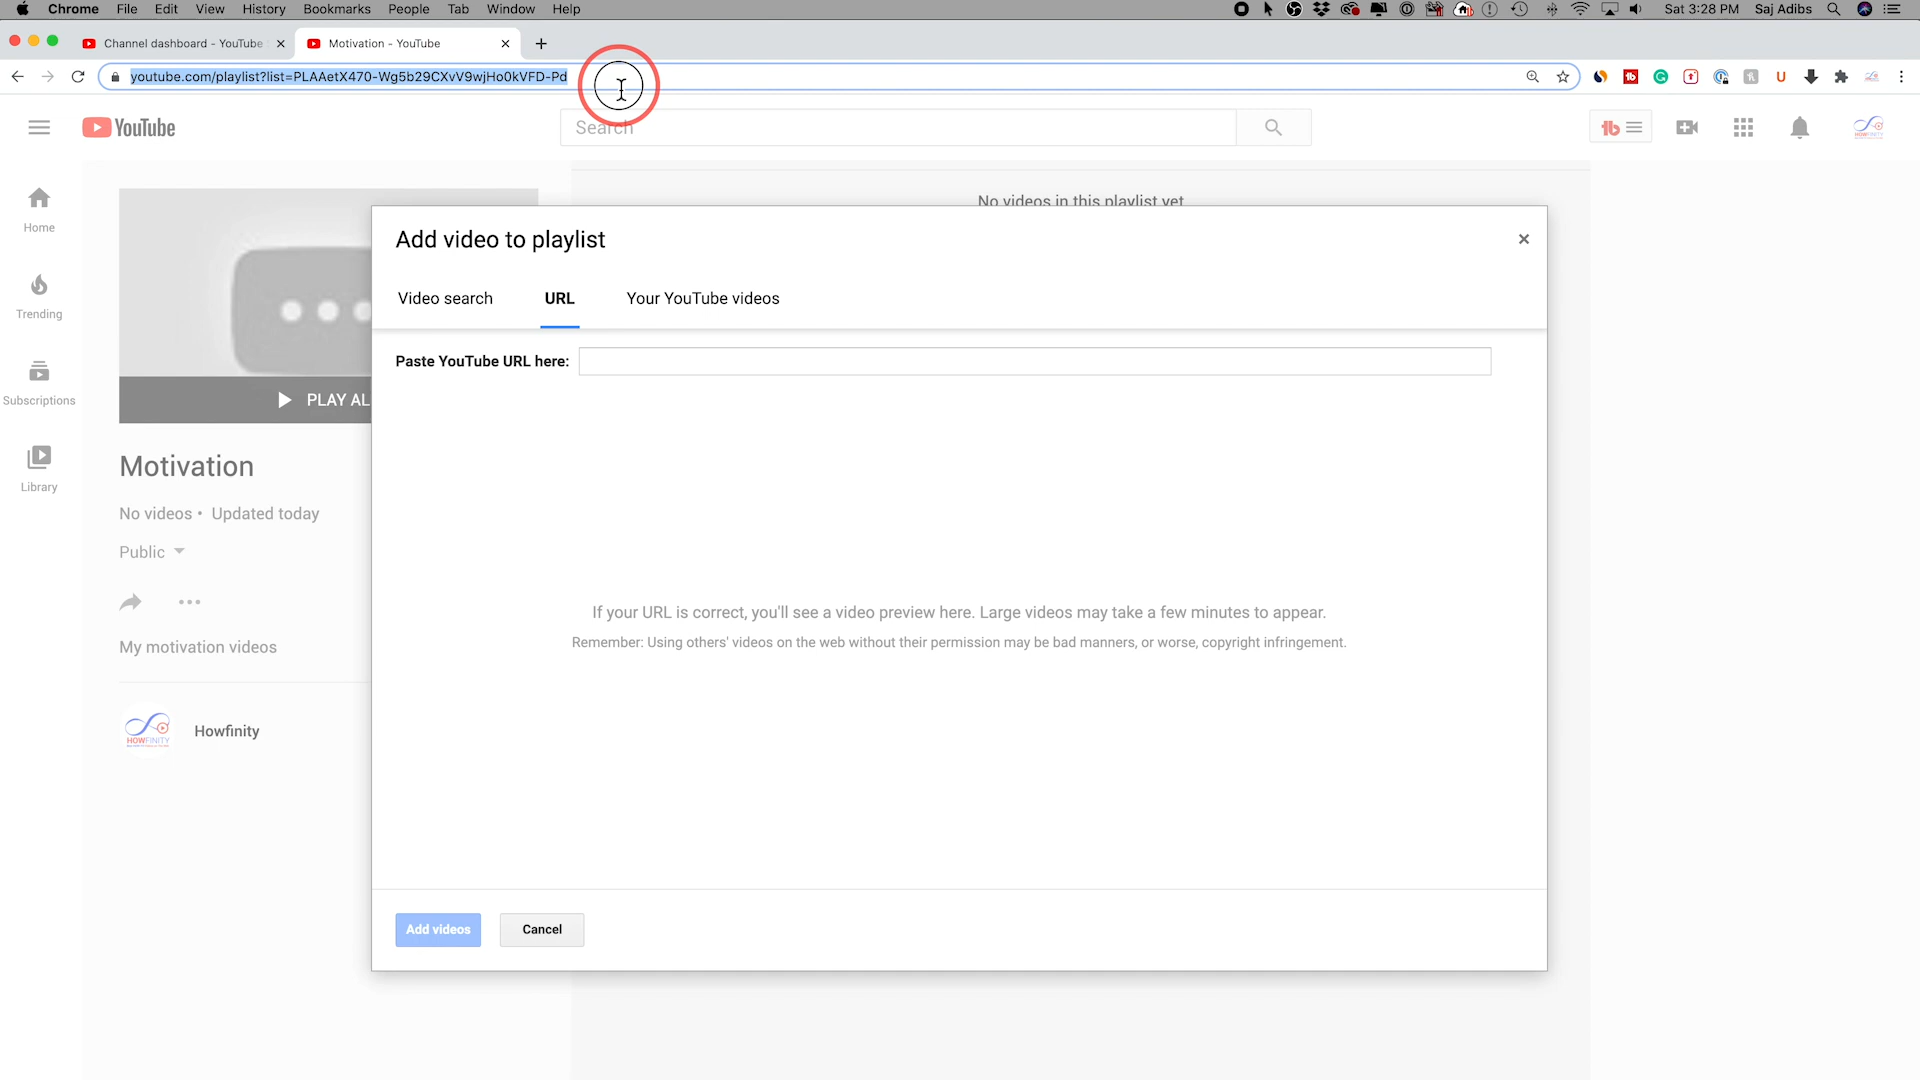 Chrome File Edit View History Bookmarks People Tab Window Help Sat 3:28 PM Saj Adibs
Channel dashboard - YouTube Motivation - YouTube
youtube.com/playlist?list=PLAAetX470-Wg5b29CXvV9wjHo0kVFD-Pd
YouTube Search
No videos in this playlist yet
Add video to playlist
Video search URL Your YouTube videos
Paste YouTube URL here:
Home
Trending
Subscriptions
Library
PLAY AL
Motivation
No videos • Updated today
Public
My motivation videos
HOWFINITY
Howfinity
If your URL is correct, you'll see a video preview here. Large videos may take a few minutes to appear.
Remember: Using others' videos on the web without their permission may be bad manners, or worse, copyright infringement.
Add videos Cancel